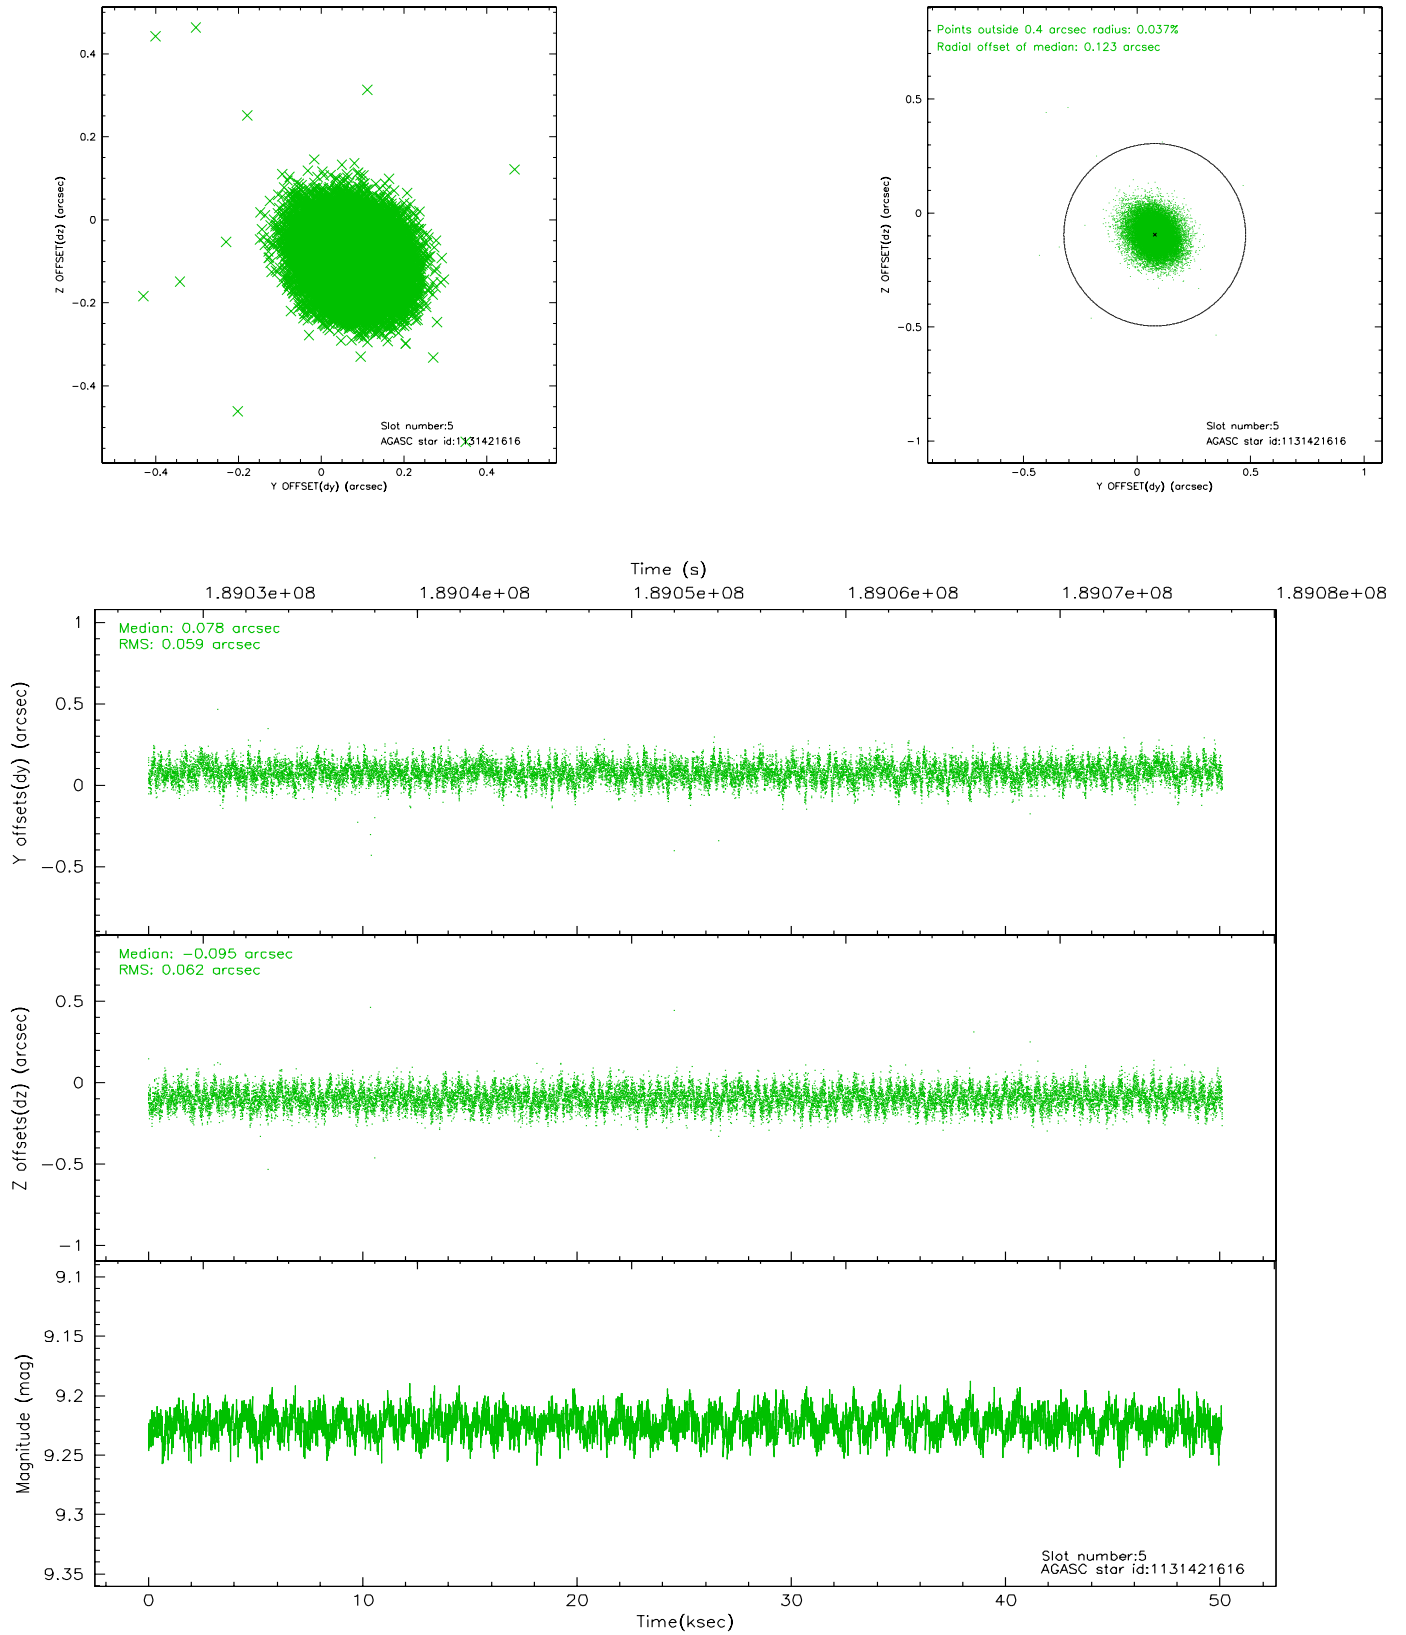 0.4
0.2
0
−0.2
−0.4
Z OFFSET(dz) (arcsec)
Slot number:5
AGASC star id:1131421616
−0.4 −0.2 0 0.2 0.4
Y OFFSET(dy) (arcsec)
Points outside 0.4 arcsec radius: 0.037%
Radial offset of median: 0.123 arcsec
0.5
0
−0.5
−1
Z OFFSET(dz) (arcsec)
Slot number:5
AGASC star id:1131421616
−0.5 0 0.5 1
Y OFFSET(dy) (arcsec)
Time (s)
1.8903e+08 1.8904e+08 1.8905e+08 1.8906e+08 1.8907e+08 1.8908e+08
Median: 0.078 arcsec
RMS: 0.059 arcsec
1
0.5
0
−0.5
Y offsets(dy) (arcsec)
Median: −0.095 arcsec
RMS: 0.062 arcsec
0.5
0
−0.5
−1
Z offsets(dz) (arcsec)
9.1
9.15
9.2
9.25
9.3
9.35
Magnitude (mag)
Slot number:5
AGASC star id:1131421616
0 10 20 30 40 50
Time(ksec)